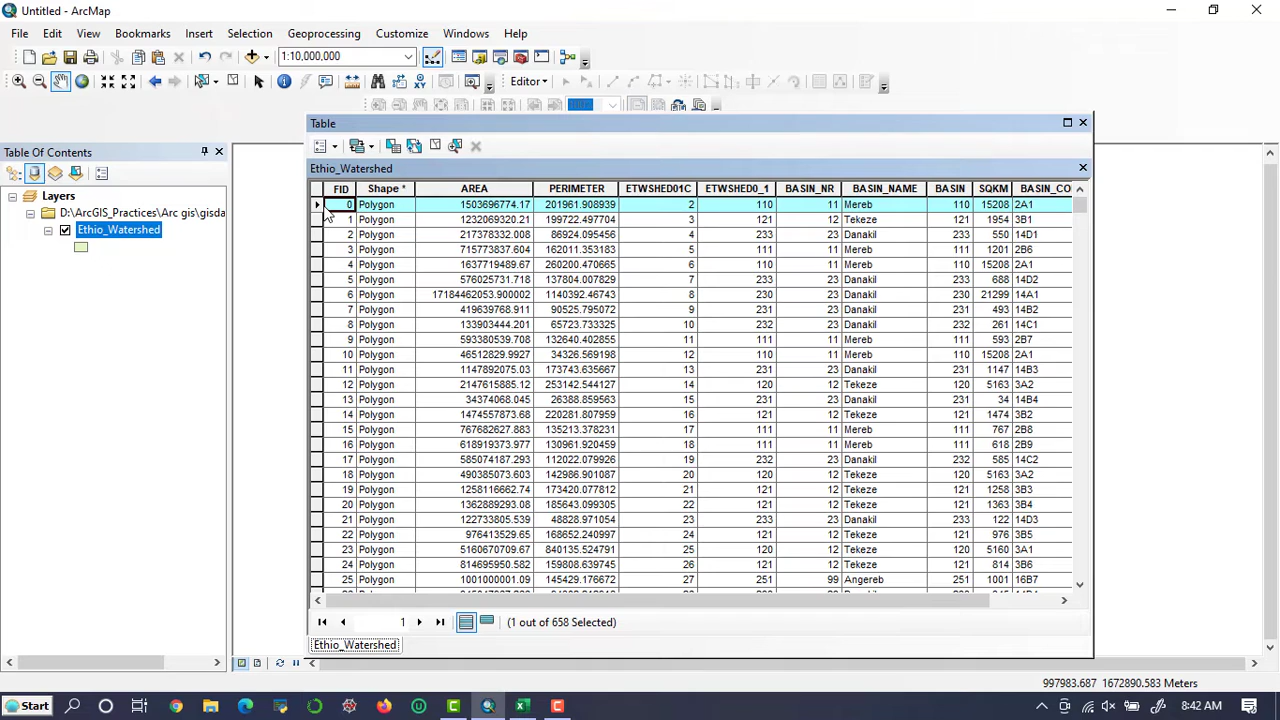 Untitled - ArcMap
File Edit View Bookmarks Insert Selection Geoprocessing Customize Windows Help
1:10,000,000
Editor
Table
Table Of Contents
Layers
D:\ArcGIS_Practices\Arc gis\gisda
Ethio_Watershed
Ethio_Watershed
FID Shape * AREA PERIMETER ETWSHED01C ETWSHED0_1 BASIN_NR BASIN_NAME BASIN SQKM BASIN_CO
0 Polygon 1503696774.17 201961.908939 2 110 11 Mereb 110 15208 2A1
1 Polygon 1232069320.21 199722.497704 3 121 12 Tekeze 121 1954 3B1
2 Polygon 217378332.008 86924.095456 4 233 23 Danakil 233 550 14D1
3 Polygon 715773837.604 162011.353183 5 111 11 Mereb 111 1201 2B6
4 Polygon 1637719489.67 260200.470665 6 110 11 Mereb 110 15208 2A1
5 Polygon 576025731.718 137804.007829 7 233 23 Danakil 233 688 14D2
6 Polygon 17184462053.900002 1140392.46743 8 230 23 Danakil 230 21299 14A1
7 Polygon 419639768.911 90525.795072 9 231 23 Danakil 231 493 14B2
8 Polygon 133903444.201 65723.733325 10 232 23 Danakil 232 261 14C1
9 Polygon 593380539.708 132640.402855 11 111 11 Mereb 111 593 2B7
10 Polygon 46512829.9927 34326.569198 12 110 11 Mereb 110 15208 2A1
11 Polygon 1147892075.03 173743.635667 13 231 23 Danakil 231 1147 14B3
12 Polygon 2147615885.12 253142.544127 14 120 12 Tekeze 120 5163 3A2
13 Polygon 34374068.045 26388.859563 15 231 23 Danakil 231 34 14B4
14 Polygon 1474557873.68 220281.807959 16 121 12 Tekeze 121 1474 3B2
15 Polygon 767682627.883 135213.378231 17 111 11 Mereb 111 767 2B8
16 Polygon 618919373.977 130961.920459 18 111 11 Mereb 111 618 2B9
17 Polygon 585074187.293 112022.079926 19 232 23 Danakil 232 585 14C2
18 Polygon 490385073.603 142986.901087 20 120 12 Tekeze 120 5163 3A2
19 Polygon 1258116662.74 173420.077812 21 121 12 Tekeze 121 1258 3B3
20 Polygon 1362889293.08 185643.099305 22 121 12 Tekeze 121 1363 3B4
21 Polygon 122733805.539 48828.971054 23 233 23 Danakil 233 122 14D3
22 Polygon 976413529.65 168652.240997 24 121 12 Tekeze 121 976 3B5
23 Polygon 5160670709.67 840135.524791 25 120 12 Tekeze 120 5160 3A1
24 Polygon 814695950.582 159808.639745 26 121 12 Tekeze 121 814 3B6
25 Polygon 1001000001.09 145429.176672 27 251 99 Angereb 251 1001 16B7
1 (1 out of 658 Selected)
Ethio_Watershed
997983.687 1672890.563 Meters
Start
8:42 AM